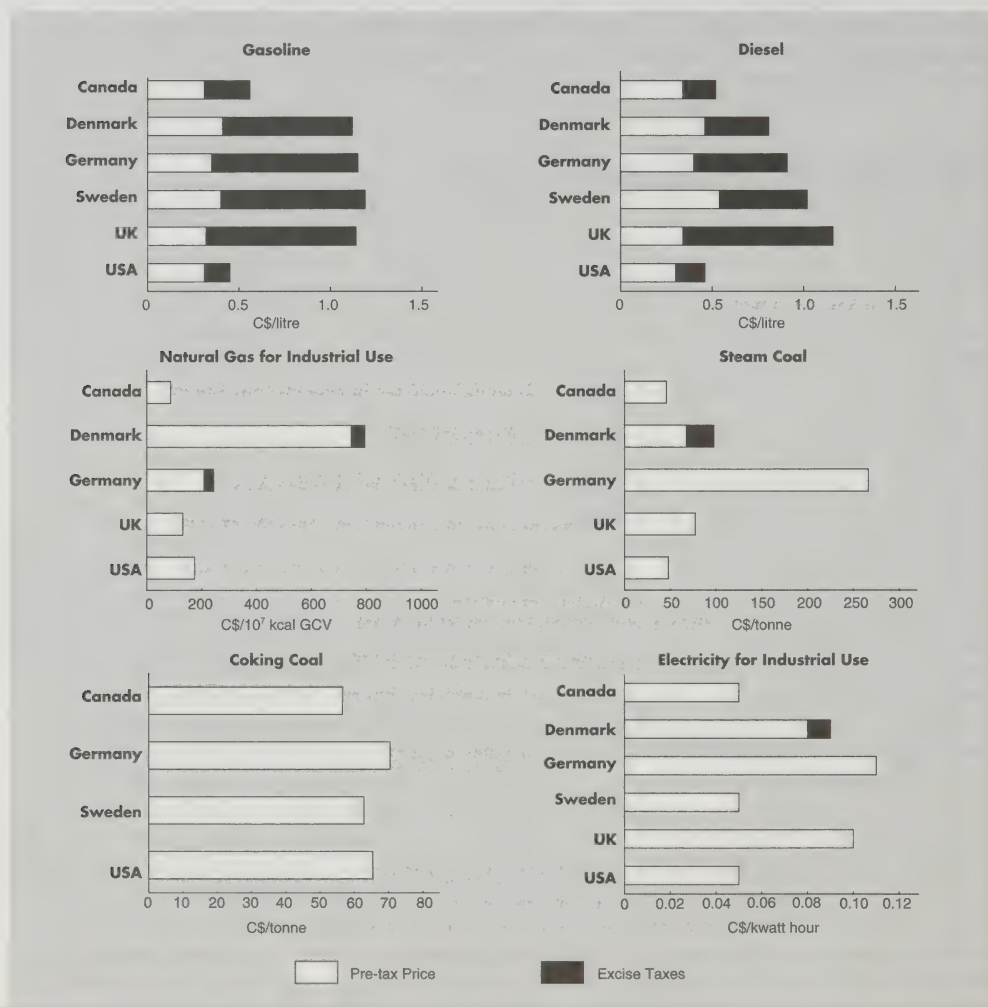 Gasoline
Canada
Denmark
Germany
Sweden
UK
USA
0 0.5 1.0 1.5
C$/litre
Diesel
Canada
Denmark
Germany
Sweden
UK
USA
0 0.5 1.0 1.5
C$/litre
Natural Gas for Industrial Use
Canada
Denmark
Germany
UK
USA
0 200 400 600 800 1000
C$/10⁷ kcal GCV
Steam Coal
Canada
Denmark
Germany
UK
USA
0 50 100 150 200 250 300
C$/tonne
Coking Coal
Canada
Germany
Sweden
USA
0 10 20 30 40 50 60 70 80
C$/tonne
Electricity for Industrial Use
Canada
Denmark
Germany
Sweden
UK
USA
0 0.02 0.04 0.06 0.08 0.10 0.12
C$/kwatt hour
Pre-tax Price
Excise Taxes